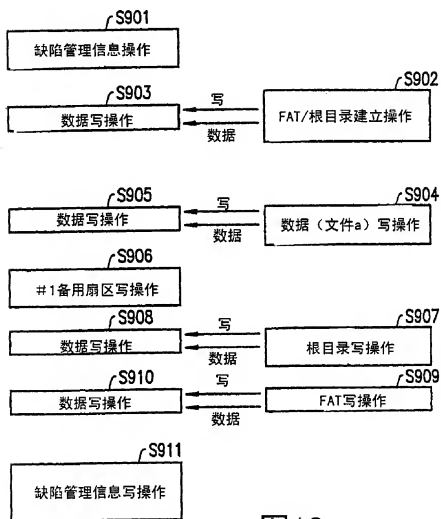 S901
缺陷管理信息操作
S902
S903
写
FAT/根目录建立操作
数据写操作
数据
S905
S904
写
数据写操作
数据（文件a）写操作
数据
S906
#1备用扇区写操作
S908
S907
写
数据写操作
根目录写操作
数据
S910
写
S909
数据写操作
FAT写操作
数据
S911
缺陷管理信息写操作